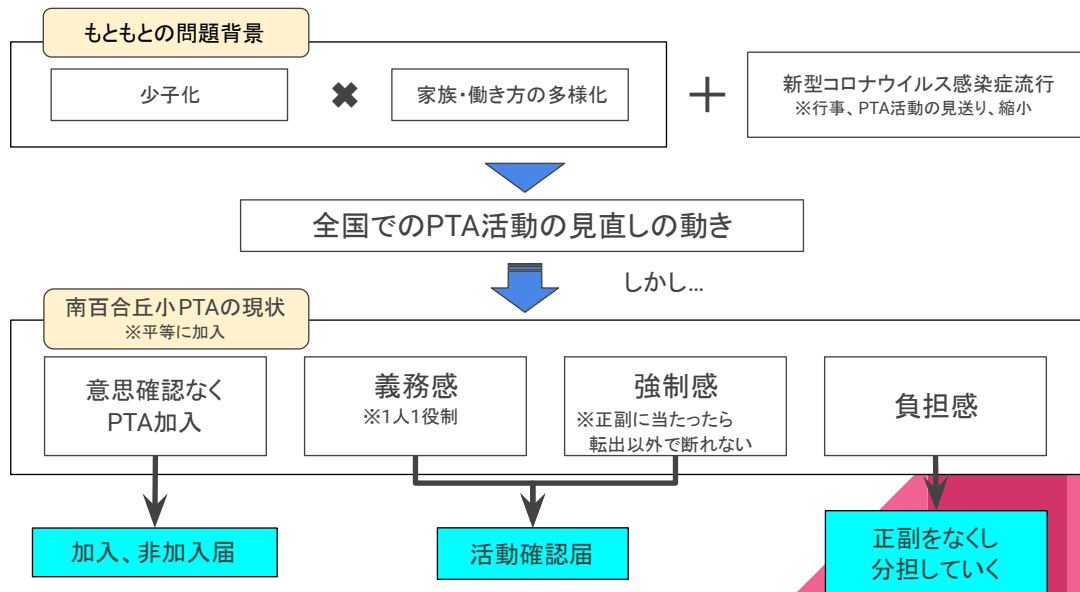 もともとの問題背景
少子化
✖
家族・働き方の多様化
＋
新型コロナウイルス感染症流行
※行事、PTA活動の見送り、縮小
全国でのPTA活動の見直しの動き
しかし…
南百合丘小PTAの現状
※平等に加入
意思確認なく
PTA加入
義務感
※1人1役制
強制感
※正副に当たったら
転出以外で断れない
負担感
加入、非加入届
活動確認届
正副をなくし
分担していく